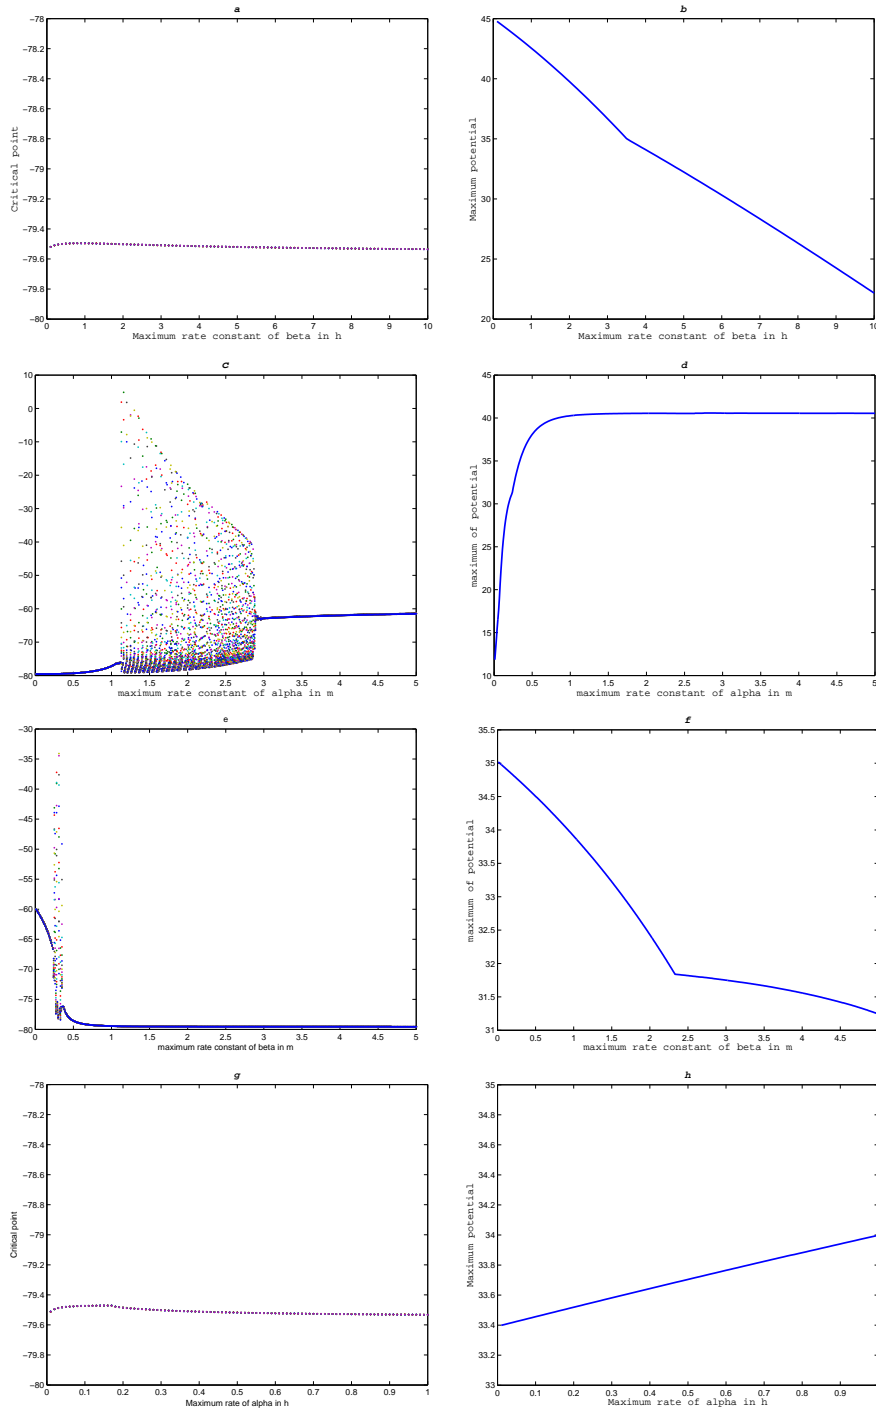 a
−78
−78.2
−78.4
−78.6
−78.8
−79
−79.2
−79.4
−79.6
−79.8
−80
Critical point
0 1 2 3 4 5 6 7 8 9 10
Maximum rate constant of beta in h
b
45
40
35
30
25
20
Maximum potential
0 1 2 3 4 5 6 7 8 9 10
Maximum rate constant of beta in h
c
10
0
−10
−20
−30
−40
−50
−60
−70
−80
0 0.5 1 1.5 2 2.5 3 3.5 4 4.5 5
maximum rate constant of alpha in m
d
45
40
35
30
25
20
15
10
maximum of potential
0 0.5 1 1.5 2 2.5 3 3.5 4 4.5 5
maximum rate constant of alpha in m
e
−30
−35
−40
−45
−50
−55
−60
−65
−70
−75
−80
0 0.5 1 1.5 2 2.5 3 3.5 4 4.5 5
maximum rate constant of beta in m
f
35.5
35
34.5
34
33.5
33
32.5
32
31.5
31
maximum of potential
0 0.5 1 1.5 2 2.5 3 3.5 4 4.5
maximum rate constant of beta in m
g
−78
−78.2
−78.4
−78.6
−78.8
−79
−79.2
−79.4
−79.6
−79.8
−80
Critical point
0 0.1 0.2 0.3 0.4 0.5 0.6 0.7 0.8 0.9 1
Maximum rate of alpha in h
h
35
34.8
34.6
34.4
34.2
34
33.8
33.6
33.4
33.2
33
Maximum potential
0 0.1 0.2 0.3 0.4 0.5 0.6 0.7 0.8 0.9
Maximum rate of alpha in h